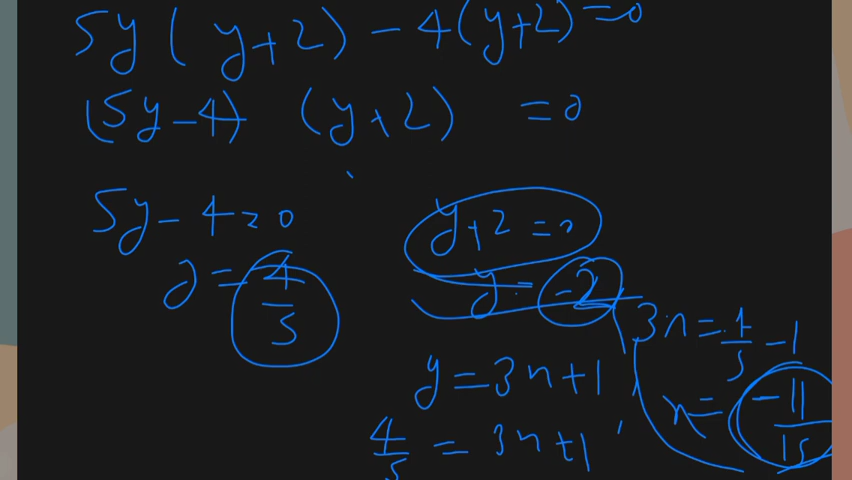 5y(y+2)-4(y+2)=0
(5y-4)(y+2)=0
5y-4=0
y=4/5
y+2=0
y=-2
y=3n+1
4/5=3n+1
3n=4/5-1
n=-11/15